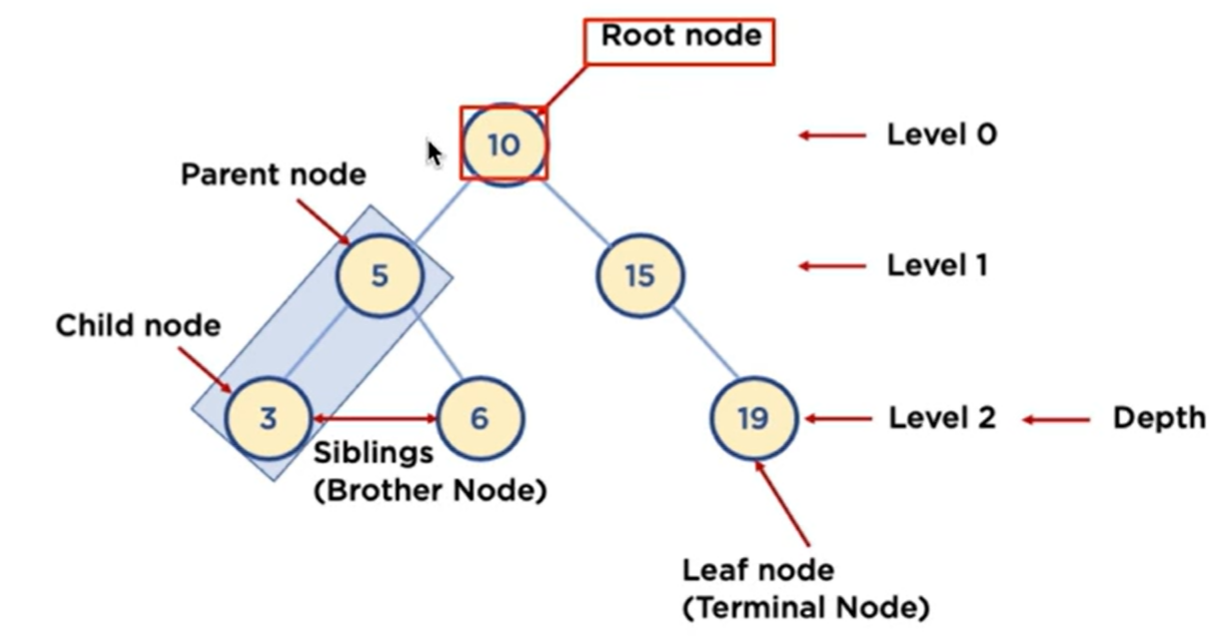 Root node
10
Level 0
Parent node
5
15
Level 1
Child node
3
6
19
Level 2
Depth
Siblings
(Brother Node)
Leaf node
(Terminal Node)